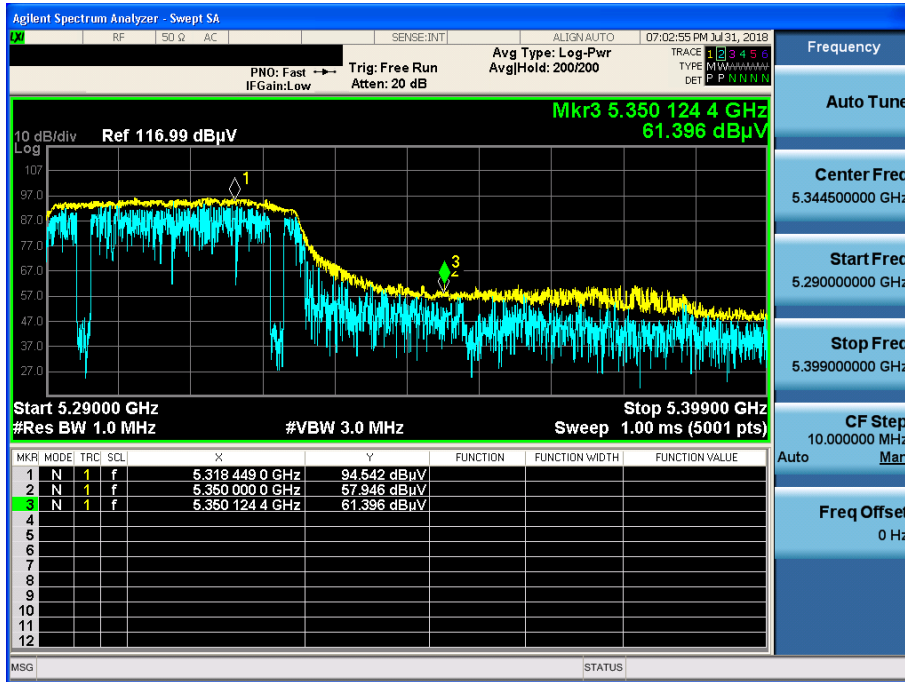 Agilent Spectrum Analyzer - Swept SA
LXI RF 50 Ω AC SENSE:INT ALIGN AUTO 07:02:55 PM Jul 31, 2018
PNO: Fast
IFGain:Low
Trig: Free Run
Atten: 20 dB
Avg Type: Log-Pwr
Avg|Hold: 200/200
TRACE 1 2 3 4 5 6
TYPE MWWWWW
DET P P N N N N
Frequency
Auto Tune
Center Freq
5.344500000 GHz
Start Freq
5.290000000 GHz
Stop Freq
5.399000000 GHz
CF Step
10.000000 MHz
Auto Man
Freq Offset
0 Hz
Mkr3 5.350 124 4 GHz
61.396 dBµV
10 dB/div Ref 116.99 dBµV
Log
107
97.0
87.0
77.0
67.0
57.0
47.0
37.0
27.0
1
3
2
Start 5.29000 GHz Stop 5.39900 GHz
#Res BW 1.0 MHz #VBW 3.0 MHz Sweep 1.00 ms (5001 pts)
MKR MODE TRC SCL X Y FUNCTION FUNCTION WIDTH FUNCTION VALUE
1 N 1 f 5.318 449 0 GHz 94.542 dBµV
2 N 1 f 5.350 000 0 GHz 57.946 dBµV
3 N 1 f 5.350 124 4 GHz 61.396 dBµV
4
5
6
7
8
9
10
11
12
MSG STATUS